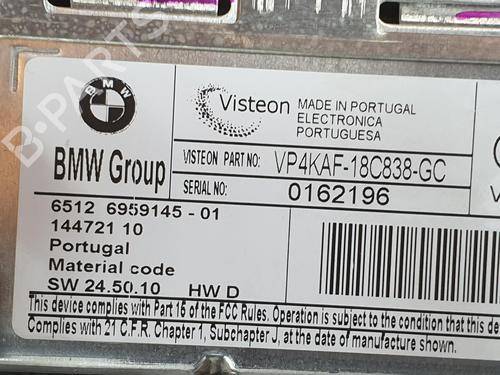 BMW
Visteon
MADE IN PORTUGAL
ELECTRONICA
PORTUGUESA
BMW Group
VISTEON PART NO: VP4KAF-18C838-GC
SERIAL NO: 0162196
6512 6959145 - 01
144721 10
Portugal
Material code
SW 24.50.10 HW D
This device complies with Part 15 of the FCC Rules. Operation is subject to the condition that this de
Complies with 21 C.F.R. Chapter 1, Subchapter J, at the date of manufacture shown.
B-PARTS